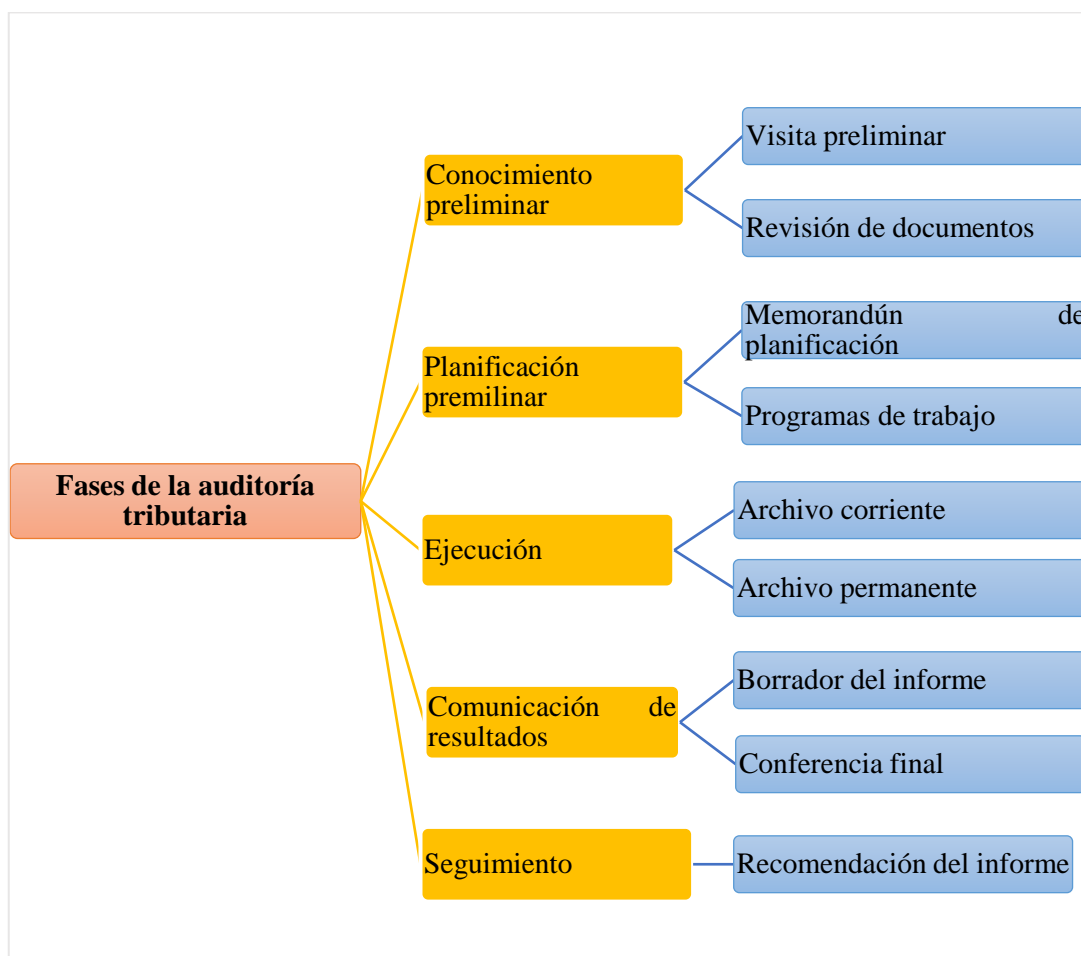 Fases de la auditoría
tributaria
Conocimiento
preliminar
Visita preliminar
Revisión de documentos
Planificación
premilinar
Memorandún de
planificación
Programas de trabajo
Ejecución
Archivo corriente
Archivo permanente
Comunicación de
resultados
Borrador del informe
Conferencia final
Seguimiento
Recomendación del informe